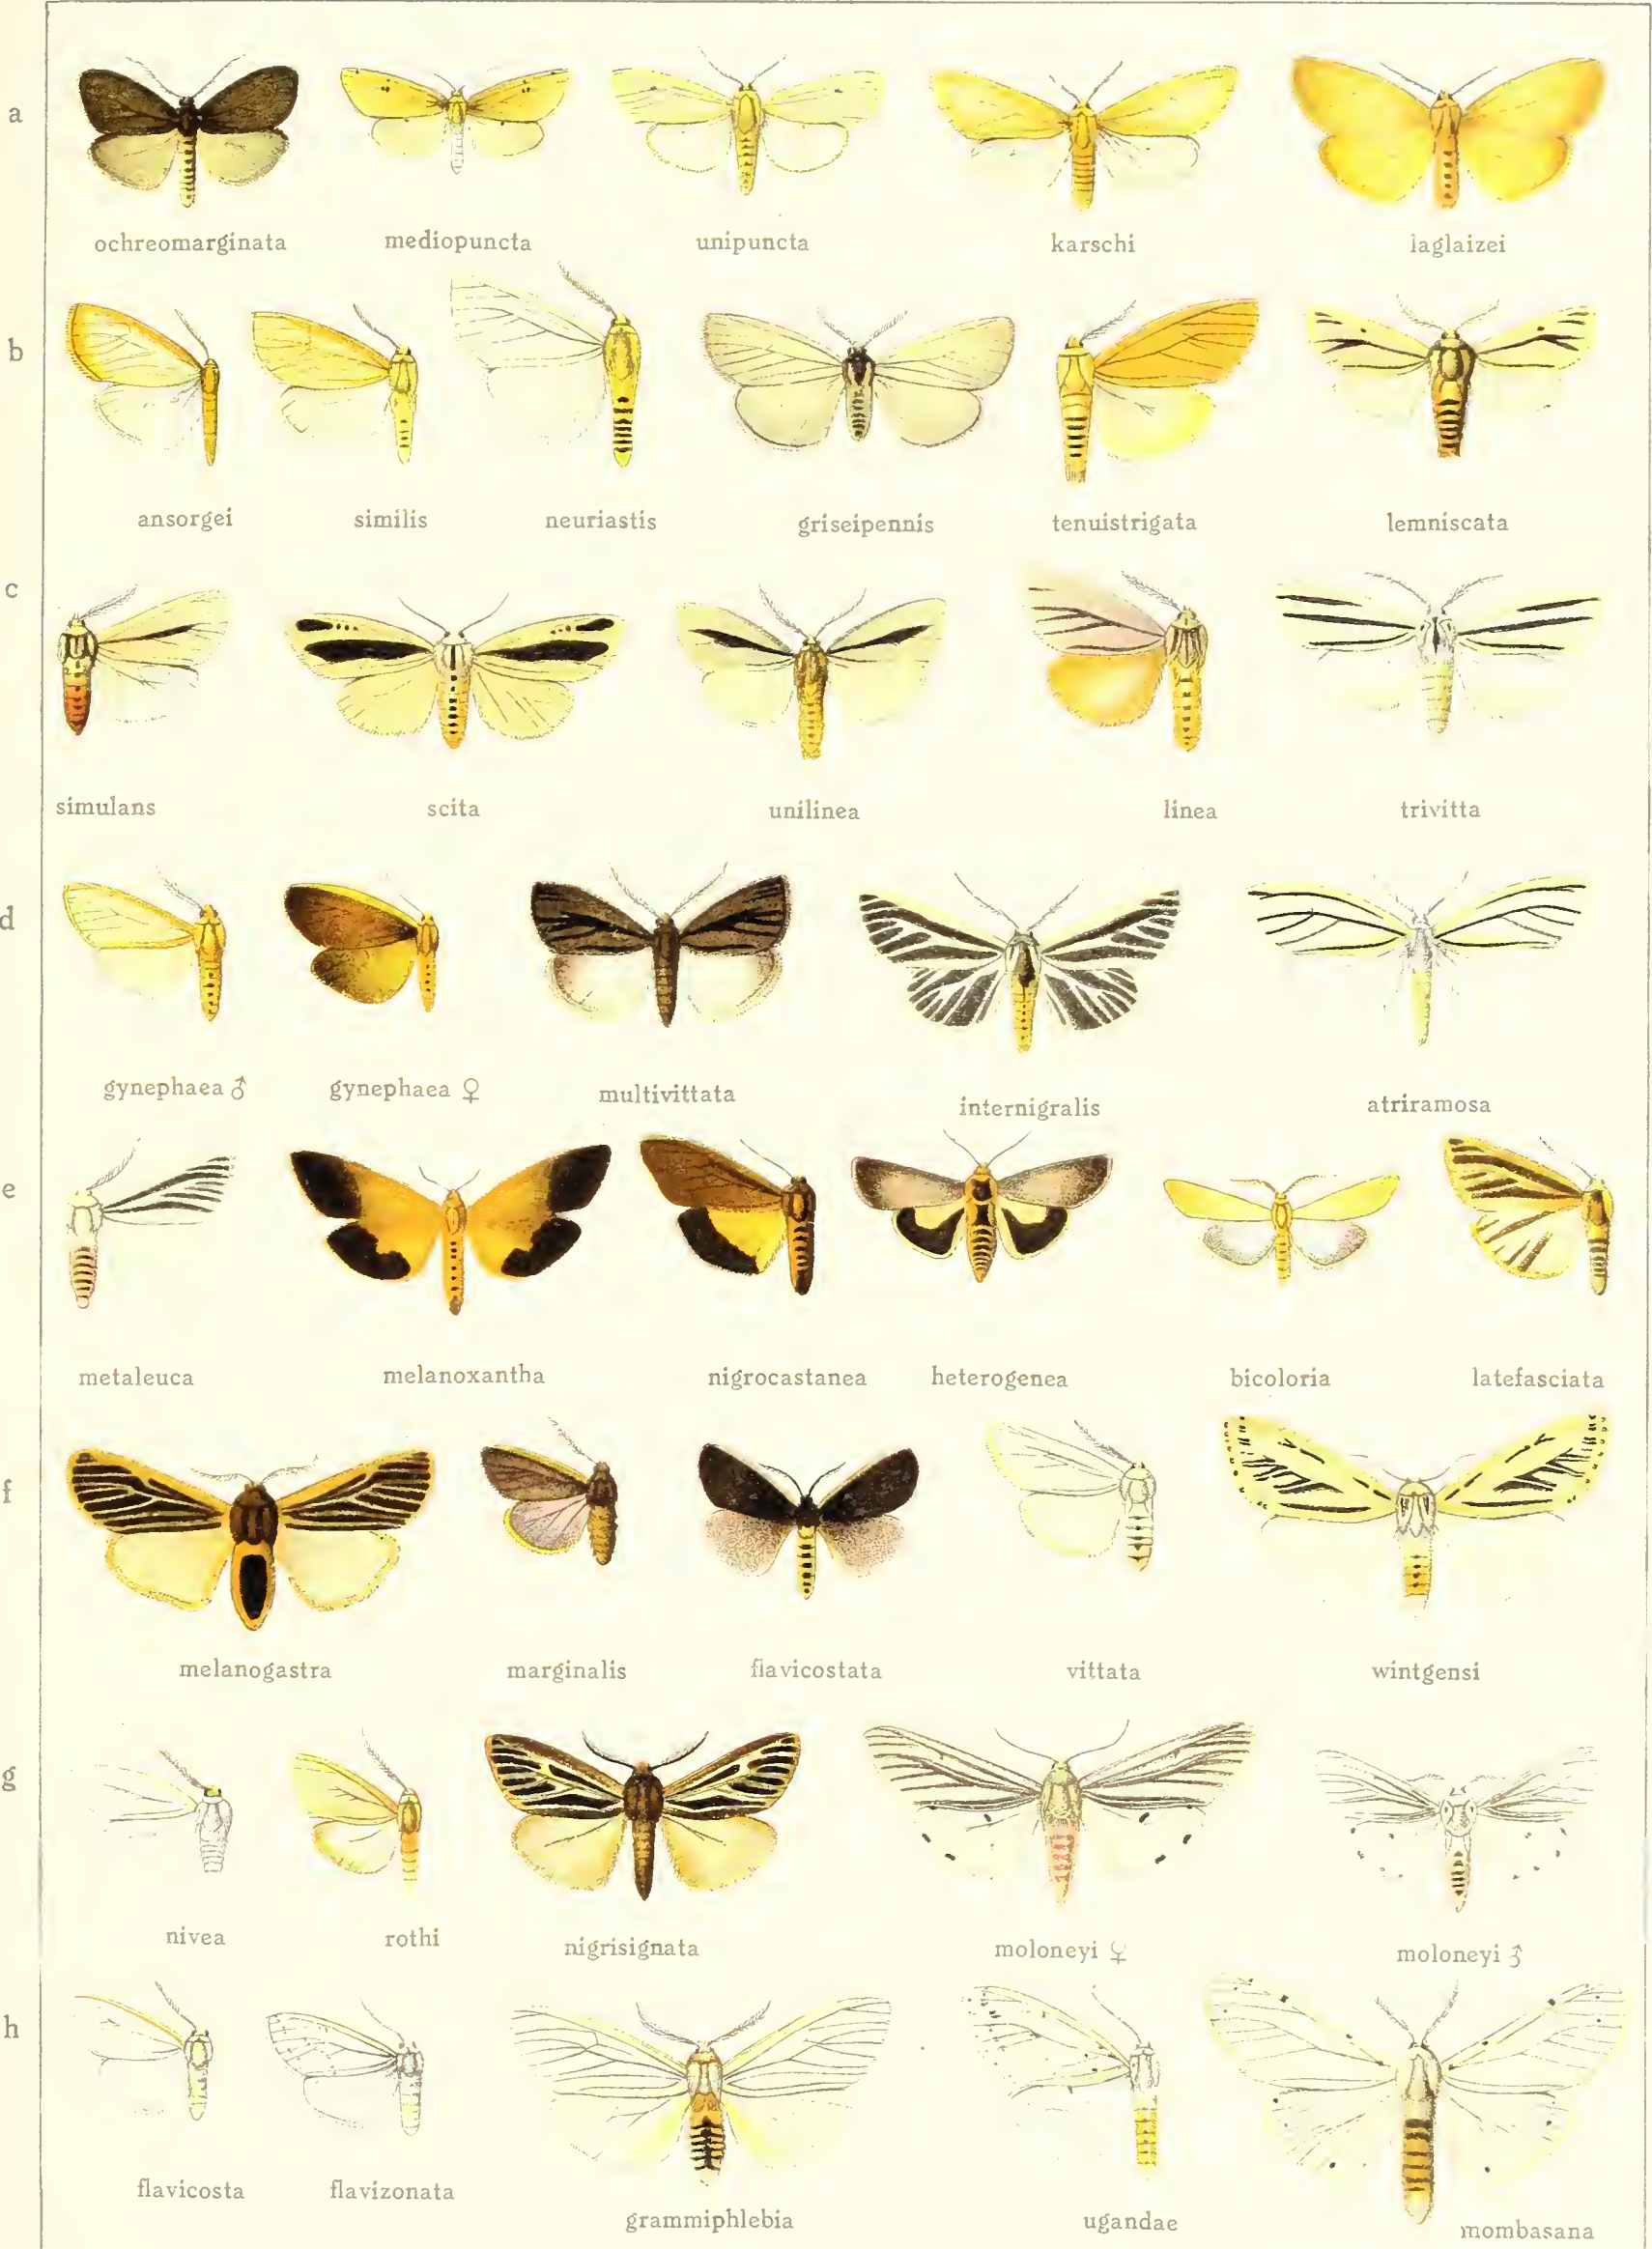 a
ochreomarginata mediopuncta unipuncta karschi laglaizei
b
ansorgei similis neuriastis griseipennis tenuistrigata lemniscata
c
simulans scita unilinea linea trivitta
d
gynephaea ♂ gynephaea ♀ multivittata internigralis atriramosa
e
metaleuca melanoxantha nigrocastanea heterogenea bicoloria latefasciata
f
melanogastra marginalis flavicostata vittata wintgensi
g
nivea rothi nigrisignata moloneyi ♀ moloneyi ♂
h
flavicosta flavizonata grammiphlebia ugandae mombasana